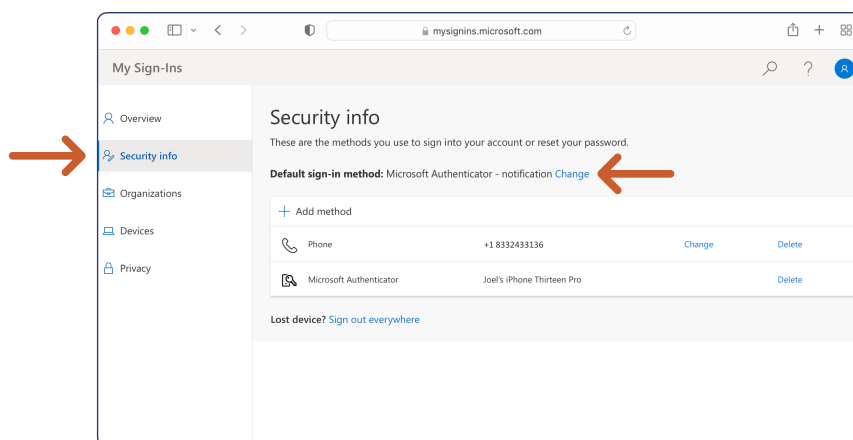 mysignins.microsoft.com
My Sign-Ins
Overview
Security info
Organizations
Devices
Privacy
Security info
These are the methods you use to sign into your account or reset your password.
Default sign-in method: Microsoft Authenticator - notification Change
Add method
Phone +1 8332433136 Change Delete
Microsoft Authenticator Joel's iPhone Thirteen Pro Delete
Lost device? Sign out everywhere